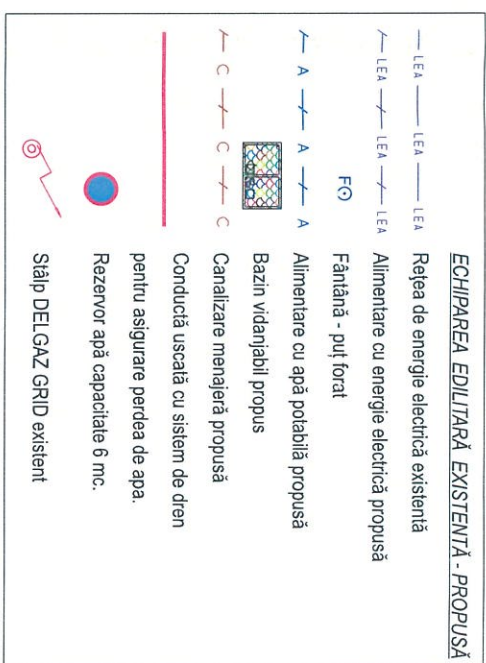 ECHIPAREA EDILITARĂ EXISTENTĂ - PROPUSĂ
LEA LEA LEA Rețea de energie electrică existentă
LEA LEA LEA Alimentare cu energie electrică propusă
F Fântână - puț forat
A A A A Alimentare cu apă potabilă propusă
Bazin vidanjabil propus
C C C C Canalizare menajeră propusă
Conductă uscată cu sistem de dren
pentru asigurare perdea de apa.
Rezervor apă capacitate 6 mc.
Stâlp DELGAZ GRID existent